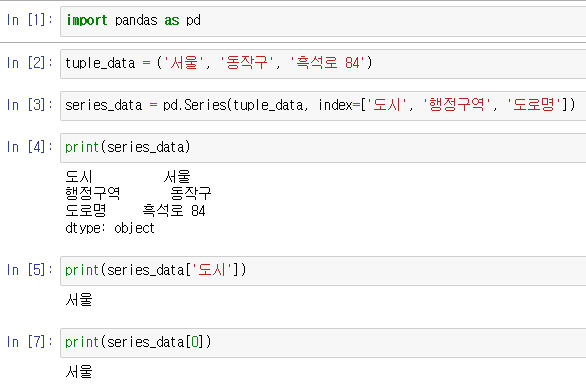 In [1]: import pandas as pd
In [2]: tuple_data = ('서울', '동작구', '흑석로 84')
In [3]: series_data = pd.Series(tuple_data, index=['도시', '행정구역', '도로명'])
In [4]: print(series_data)
도시 서울
행정구역 동작구
도로명 흑석로 84
dtype: object
In [5]: print(series_data['도시'])
서울
In [7]: print(series_data[0])
서울